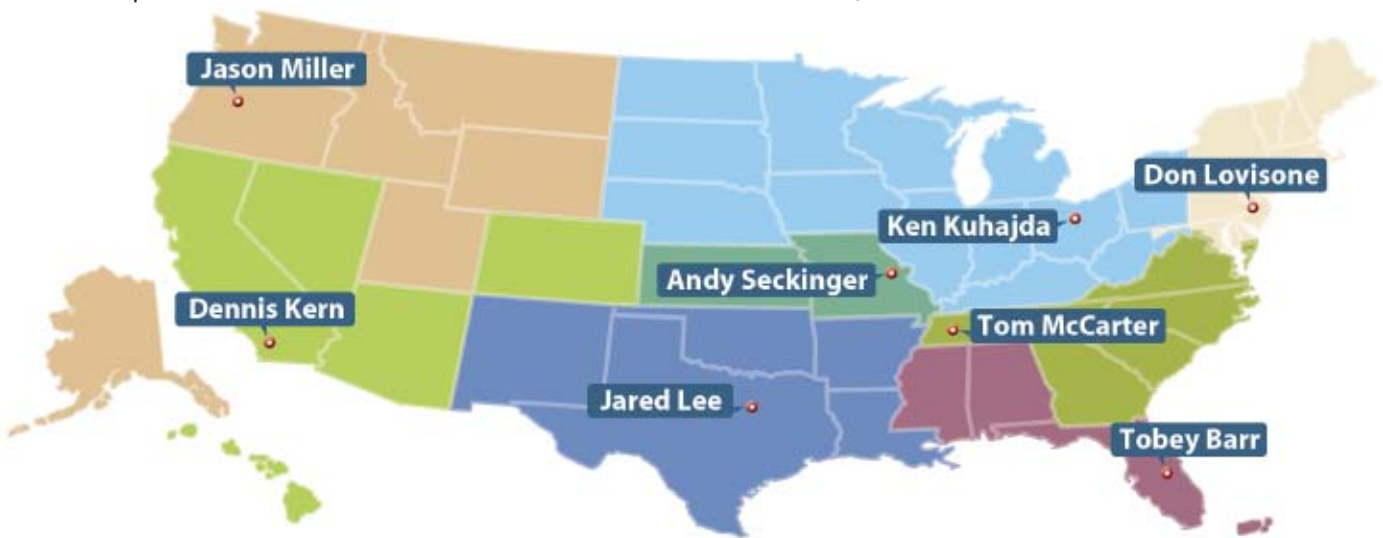 Jason Miller
Don Lovisone
Ken Kuhajda
Andy Seckinger
Dennis Kern
Tom McCarter
Jared Lee
Tobey Barr